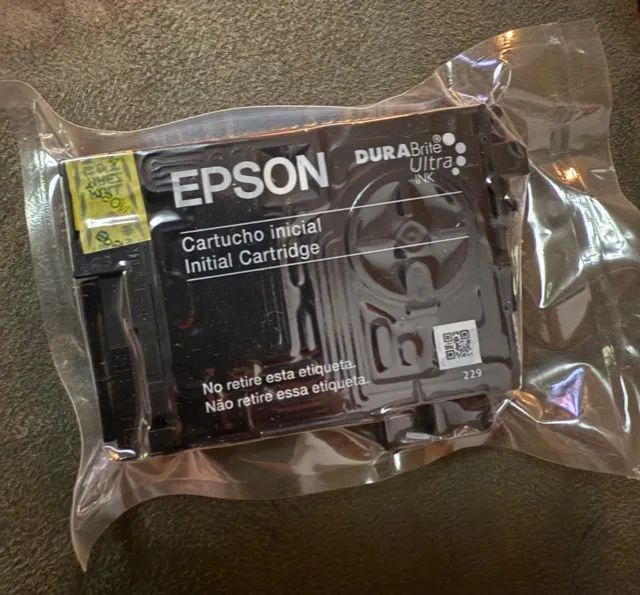 EPSON
DURABrite®
Ultra
INK
Cartucho inicial
Initial Cartridge
No retire esta etiqueta.
Não retire essa etiqueta.
229